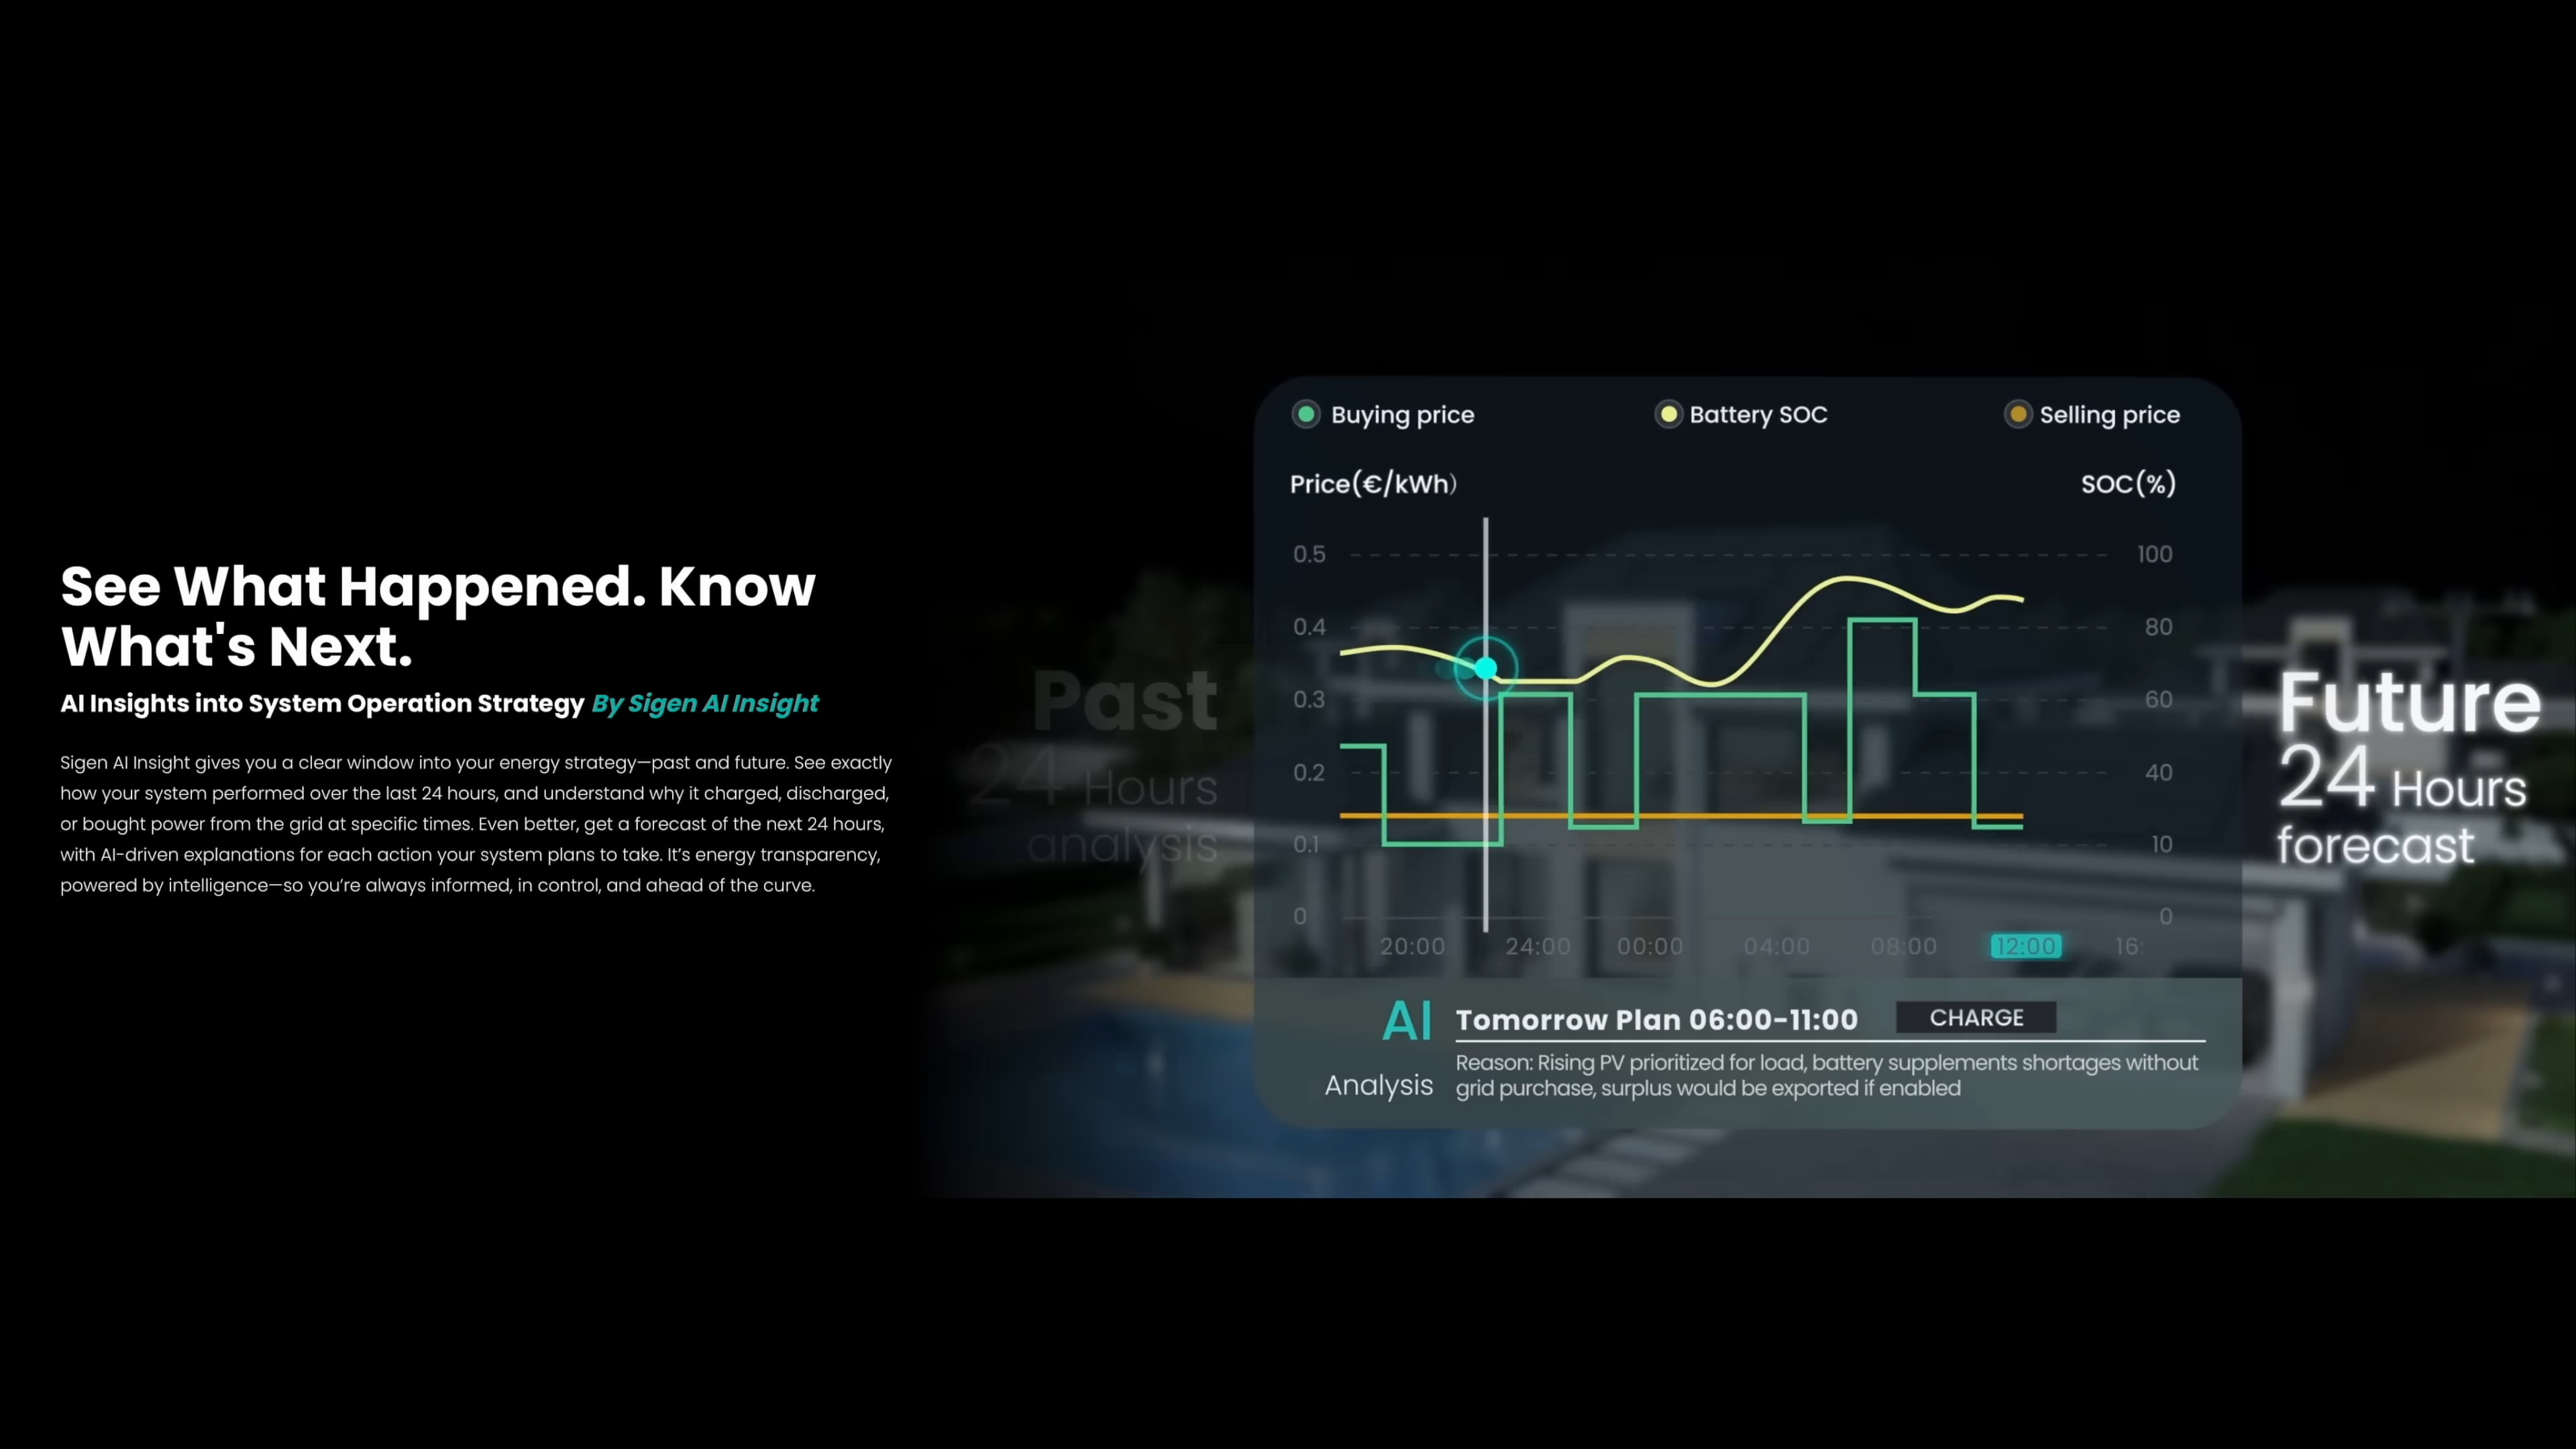 See What Happened. Know
What's Next.
AI Insights into System Operation Strategy By Sigen AI Insight
Sigen AI Insight gives you a clear window into your energy strategy—past and future. See exactly
how your system performed over the last 24 hours, and understand why it charged, discharged,
or bought power from the grid at specific times. Even better, get a forecast of the next 24 hours,
with AI-driven explanations for each action your system plans to take. It's energy transparency,
powered by intelligence—so you're always informed, in control, and ahead of the curve.
Past
24 Hours
analysis
Buying price
Battery SOC
Selling price
Price(€/kWh)
SOC(%)
0.5
100
0.4
80
0.3
60
0.2
40
0.1
10
0
0
20:00
24:00
00:00
04:00
08:00
12:00
16:
AI
Analysis
Tomorrow Plan 06:00-11:00
CHARGE
Reason: Rising PV prioritized for load, battery supplements shortages without
grid purchase, surplus would be exported if enabled
Future
24 Hours
forecast